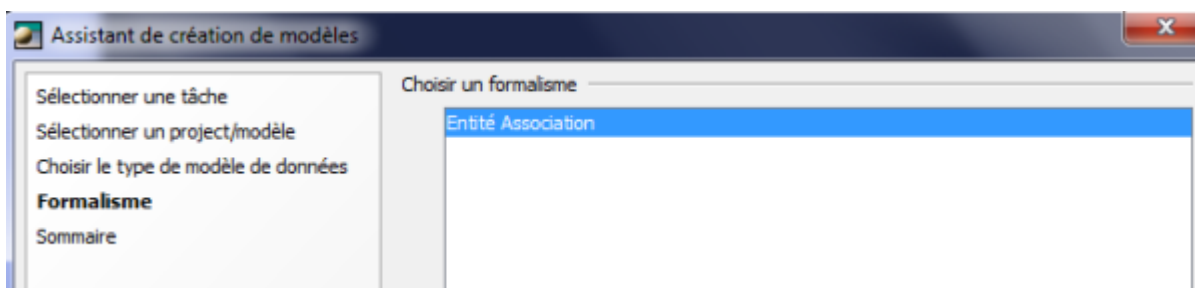 Assistant de création de modèles
Sélectionner une tâche
Sélectionner un project/modèle
Choisir le type de modèle de données
Formalisme
Sommaire
Choisir un formalisme
Entité Association